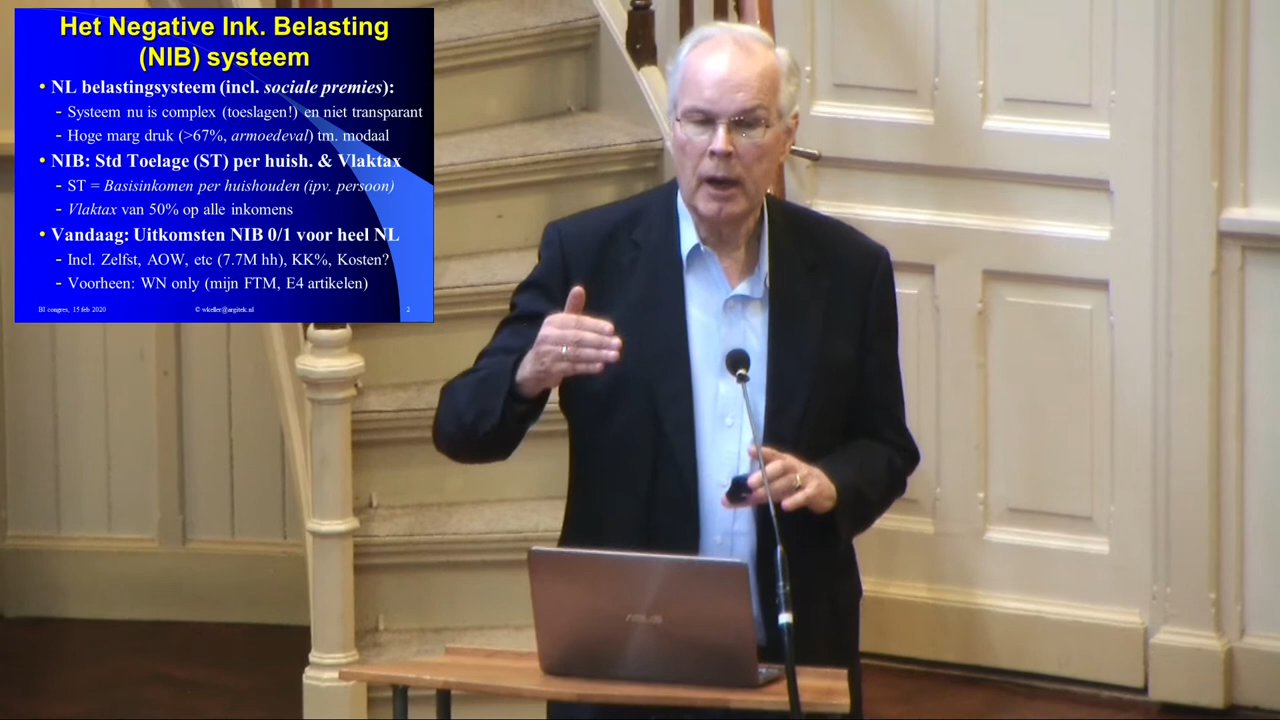 Het Negative Ink. Belasting
(NIB) systeem
• NL belastingsysteem (incl. sociale premies):
- Systeem nu is complex (toeslagen!) en niet transparant
- Hoge marg druk (>67%, armoedeval) tm. modaal
• NIB: Std Toelage (ST) per huish. & Vlaktax
- ST = Basisinkomen per huishouden (ipv. persoon)
- Vlaktax van 50% op alle inkomens
• Vandaag: Uitkomsten NIB 0/1 voor heel NL
- Incl. Zelfst, AOW, etc (7.7M hh), KK%, Kosten?
- Voorheen: WN only (mijn FTM, E4 artikelen)
BI congres, 15 feb 2020 © wkeller@argitek.nl 2
ASUS